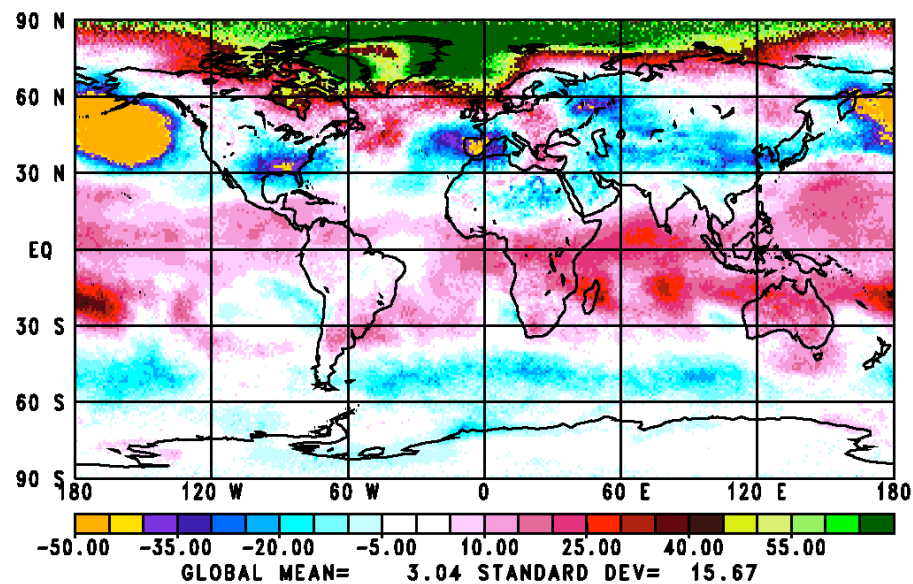 90 N
60 N
30 N
EQ
30 S
60 S
90 S
180 120 W 60 W 0 60 E 120 E 180
-50.00 -35.00 -20.00 -5.00 10.00 25.00 40.00 55.00
GLOBAL MEAN= 3.04 STANDARD DEV= 15.67